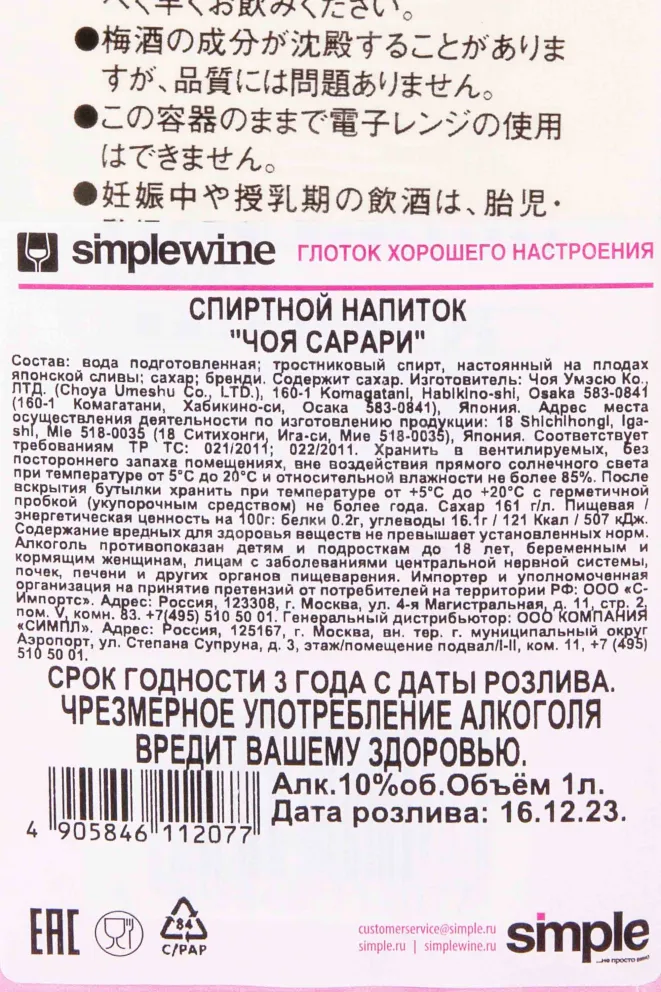 べく早くお飲みください。
●梅酒の成分が沈殿することがありま
すが、品質には問題ありません。
●この容器のままで電子レンジの使用
はできません。
●妊娠中や授乳期の飲酒は、胎児・
simplewine ГЛОТОК ХОРОШЕГО НАСТРОЕНИЯ
СПИРТНОЙ НАПИТОК
"ЧОЯ САРАРИ"
Состав: вода подготовленная; тростниковый спирт, настоянный на плодах
японской сливы; сахар; бренди. Содержит сахар. Изготовитель: Чоя Умэсю Ко.,
ЛТД. (Choya Umeshu Co., LTD.), 160-1 Komagatani, Habikino-shi, Osaka 583-0841
(160-1 Комагатани, Хабикино-си, Осака 583-0841), Япония. Адрес места
осуществления деятельности по изготовлению продукции: 18 Shichihongi, Iga-
shi, Mie 518-0035 (18 Ситихонги, Ига-си, Мие 518-0035), Япония. Соответствует
требованиям ТР ТС: 021/2011; 022/2011. Хранить в вентилируемых, без
постороннего запаха помещениях, вне воздействия прямого солнечного света
при температуре от 5°С до 20°С и относительной влажности не более 85%. После
вскрытия бутылки хранить при температуре от +5°С до +20°С с герметичной
пробкой (укупорочным средством) не более года. Сахар 161 г/л. Пищевая /
энергетическая ценность на 100г: белки 0.2г, углеводы 16.1г / 121 Ккал / 507 кДж.
Содержание вредных для здоровья веществ не превышает установленных норм.
Алкоголь противопоказан детям и подросткам до 18 лет, беременным и
кормящим женщинам, лицам с заболеваниями центральной нервной системы,
почек, печени и других органов пищеварения. Импортер и уполномоченная
организация на принятие претензий от потребителей на территории РФ: ООО «С-
Импортс». Адрес: Россия, 123308, г. Москва, ул. 4-я Магистральная, д. 11, стр. 2,
пом. V, комн. 83. +7(495) 510 50 01. Генеральный дистрибьютор: ООО КОМПАНИЯ
«СИМПЛ». Адрес: Россия, 125167, г. Москва, вн. тер. г. муниципальный округ
Аэропорт, ул. Степана Супруна, д. 3, этаж/помещение подвал/I-II, ком. 11, +7 (495)
510 50 01.
СРОК ГОДНОСТИ 3 ГОДА С ДАТЫ РОЗЛИВА.
ЧРЕЗМЕРНОЕ УПОТРЕБЛЕНИЕ АЛКОГОЛЯ
ВРЕДИТ ВАШЕМУ ЗДОРОВЬЮ.
Алк.10%об.Объём 1л.
Дата розлива: 16.12.23.
4 905846 112077
EAC
84
C/PAP
customerservice@simple.ru
simple.ru | simplewine.ru
simple
...не просто вино